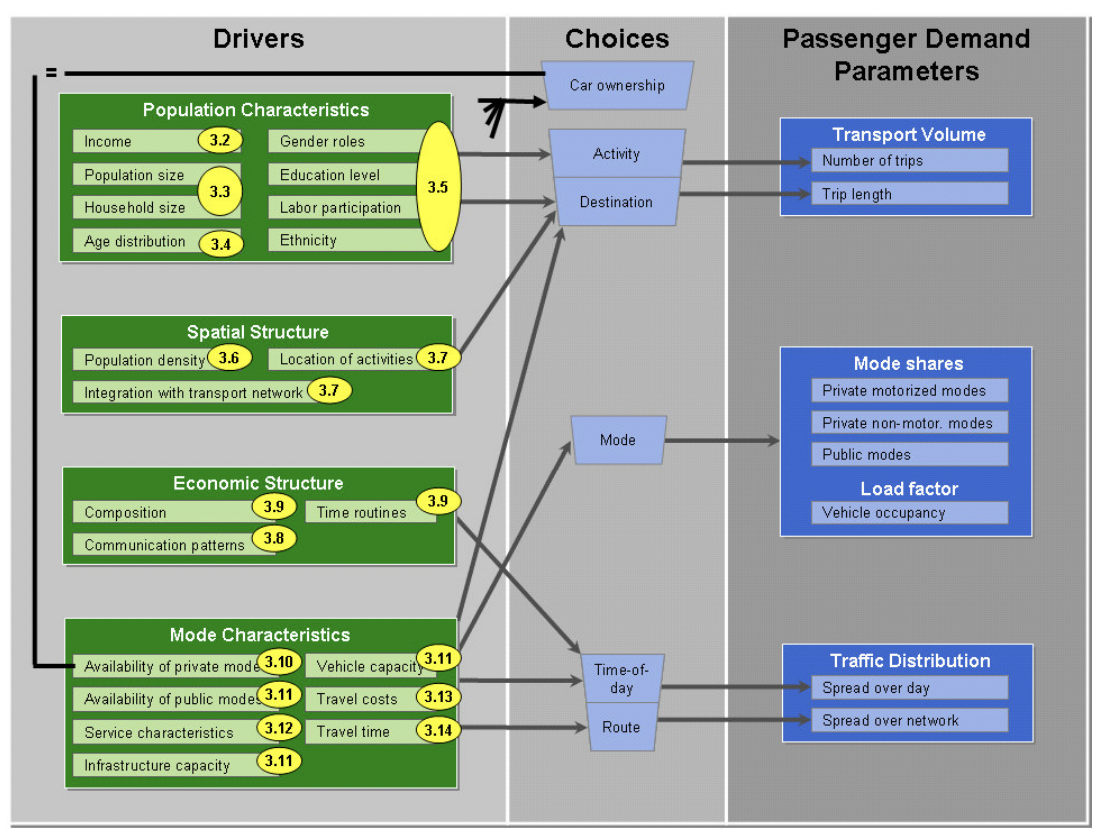 Drivers
Choices
Passenger Demand
Parameters
=
Car ownership
Population Characteristics
Income 3.2
Gender roles
Population size
3.3
Education level
3.5
Household size
Labor participation
Age distribution 3.4
Ethnicity
Activity
Destination
Transport Volume
Number of trips
Trip length
Spatial Structure
Population density 3.6
Location of activities 3.7
Integration with transport network 3.7
Mode
Mode shares
Private motorized modes
Private non-motor. modes
Public modes
Load factor
Vehicle occupancy
Economic Structure
Composition 3.9
Time routines 3.9
Communication patterns 3.8
Mode Characteristics
Availability of private mode 3.10
Vehicle capacity 3.11
Availability of public modes 3.11
Travel costs 3.13
Service characteristics 3.12
Travel time 3.14
Infrastructure capacity 3.11
Time-of-
day
Route
Traffic Distribution
Spread over day
Spread over network